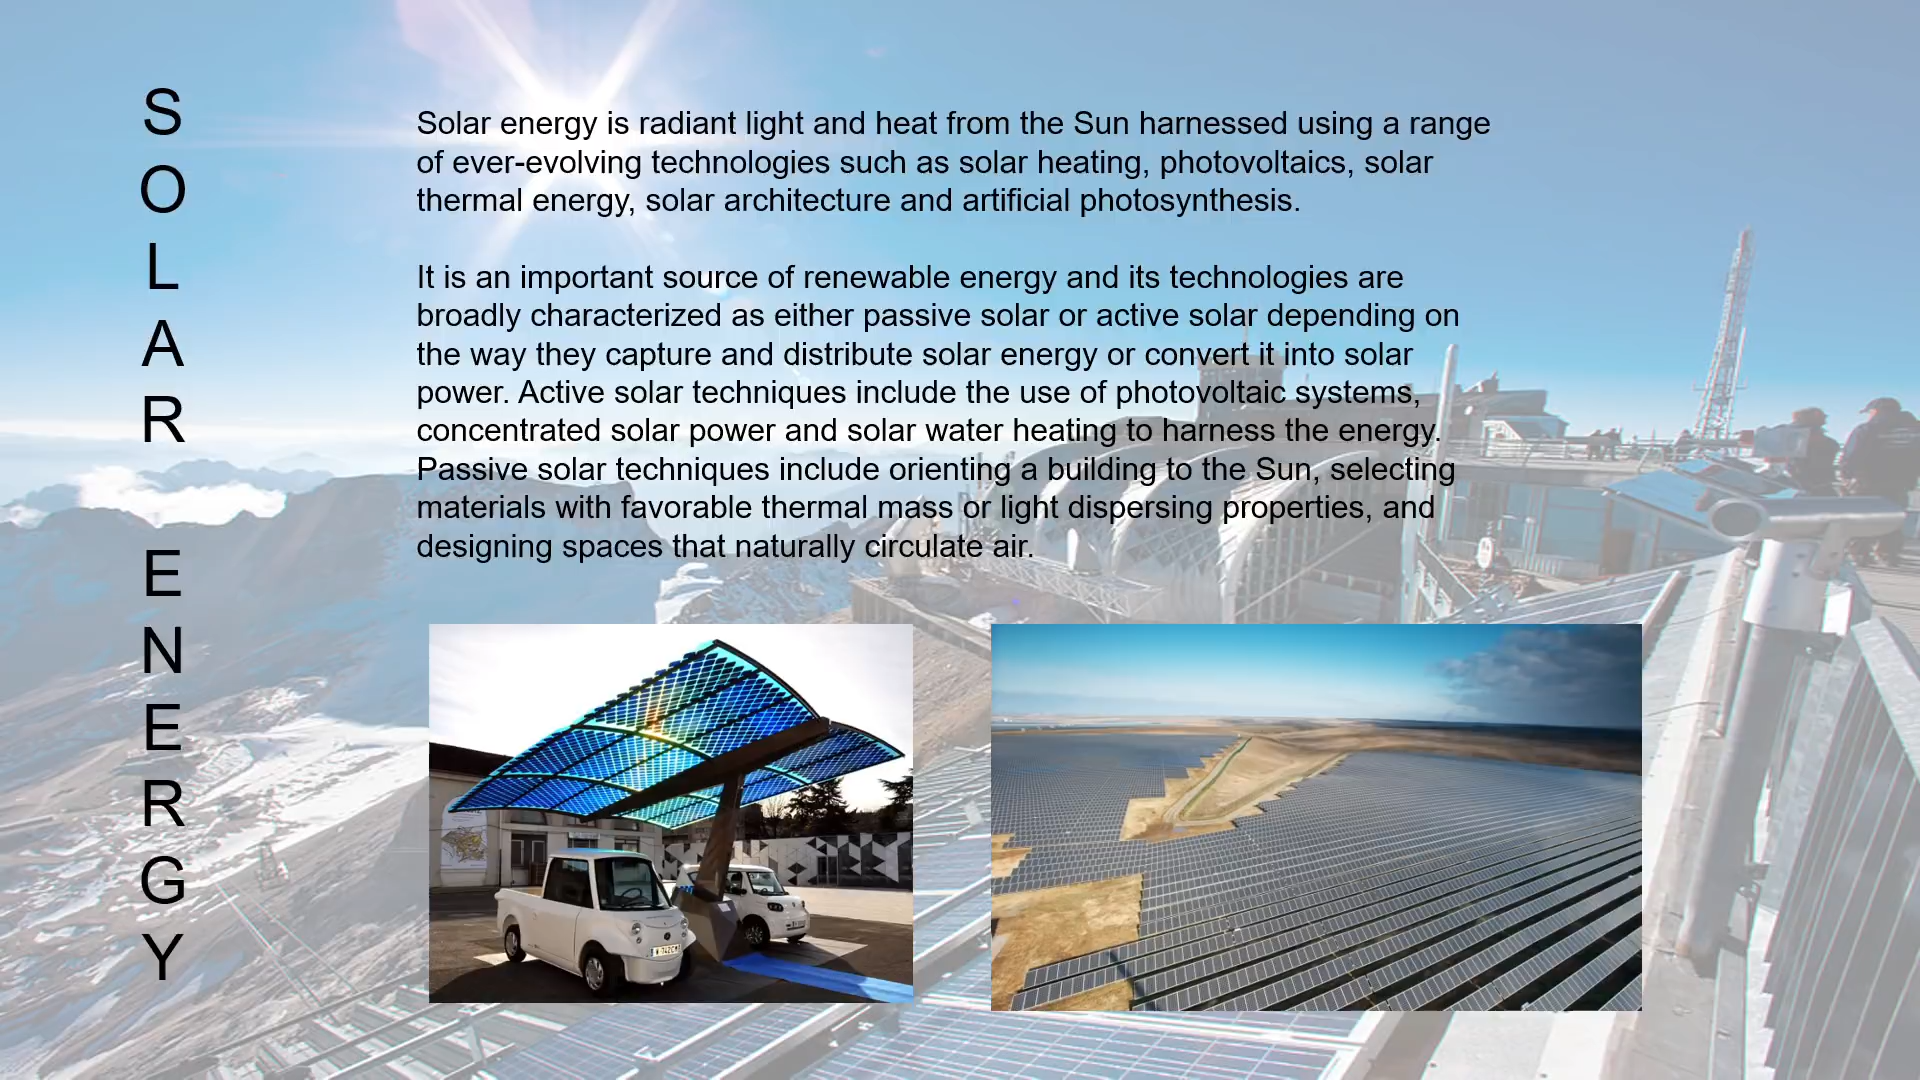 SOLAR ENERGY
Solar energy is radiant light and heat from the Sun harnessed using a range
of ever-evolving technologies such as solar heating, photovoltaics, solar
thermal energy, solar architecture and artificial photosynthesis.
It is an important source of renewable energy and its technologies are
broadly characterized as either passive solar or active solar depending on
the way they capture and distribute solar energy or convert it into solar
power. Active solar techniques include the use of photovoltaic systems,
concentrated solar power and solar water heating to harness the energy.
Passive solar techniques include orienting a building to the Sun, selecting
materials with favorable thermal mass or light dispersing properties, and
designing spaces that naturally circulate air.